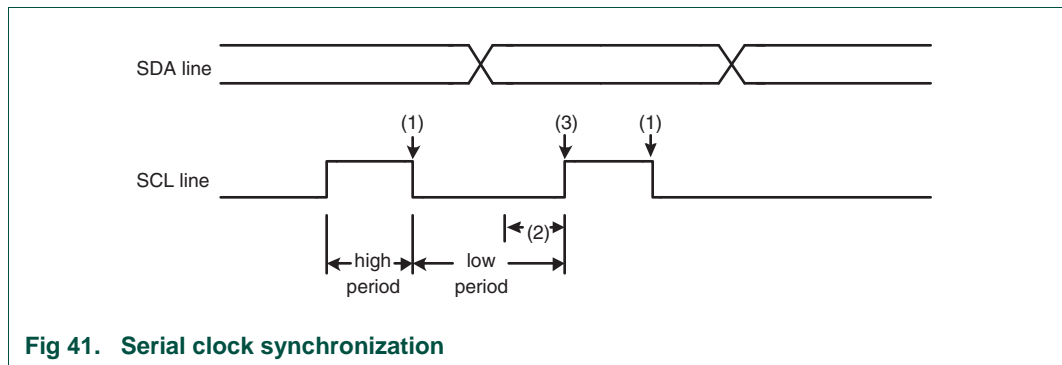 SDA line
(1) (3) (1)
SCL line
(2)
high low
period period
Fig 41. Serial clock synchronization